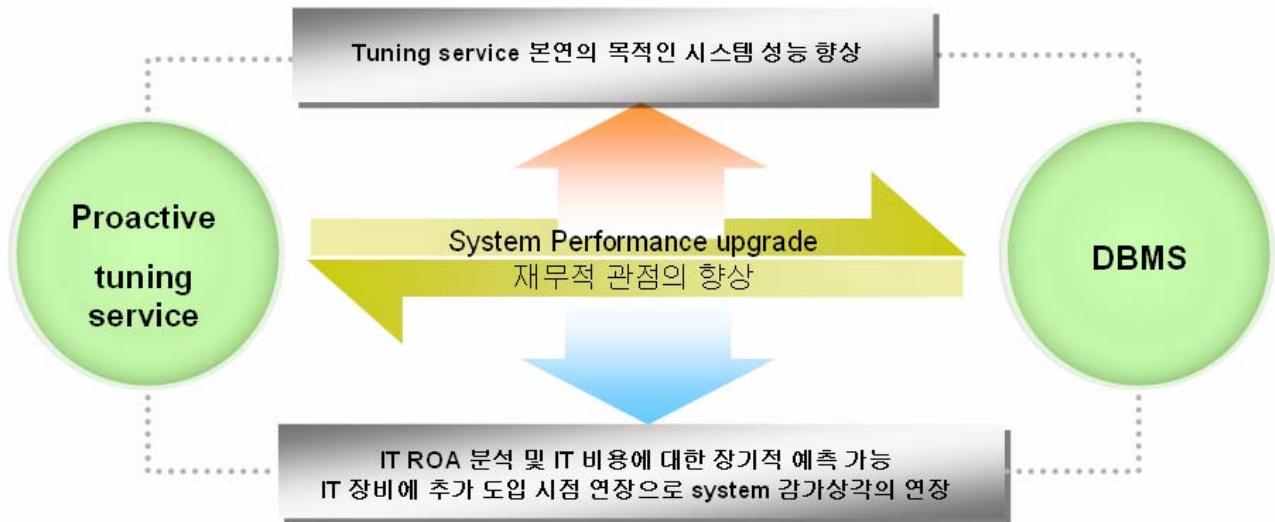 Tuning service 본연의 목적인 시스템 성능 향상
Proactive
tuning
service
System Performance upgrade
재무적 관점의 향상
DBMS
IT ROA 분석 및 IT 비용에 대한 장기적 예측 가능
IT 장비에 추가 도입 시점 연장으로 system 감가상각의 연장